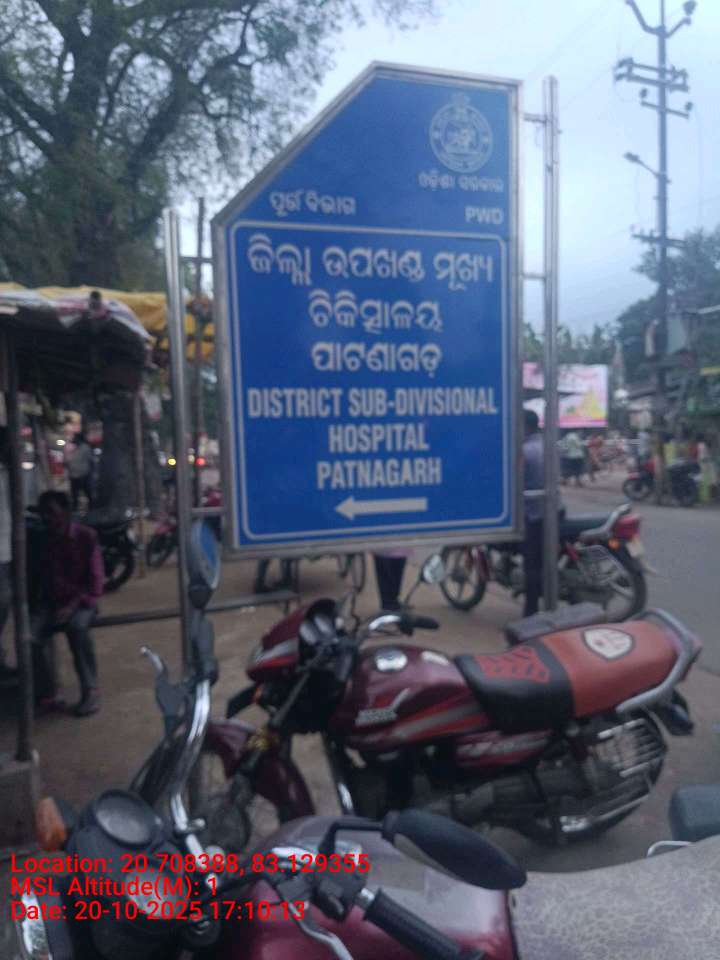 ଓଡ଼ିଶା ସରକାର
ପୂର୍ତ୍ତ ବିଭାଗ
PWD
ଜିଲ୍ଲା ଉପଖଣ୍ଡ ମୂଖ୍ୟ
ଚିକିତ୍ସାଳୟ
ପାଟଣାଗଡ଼
DISTRICT SUB-DIVISIONAL
HOSPITAL
PATNAGARH
Location: 20.708388, 83.129355
MSL Altitude(M): 1
Date: 20-10-2025 17:10:13